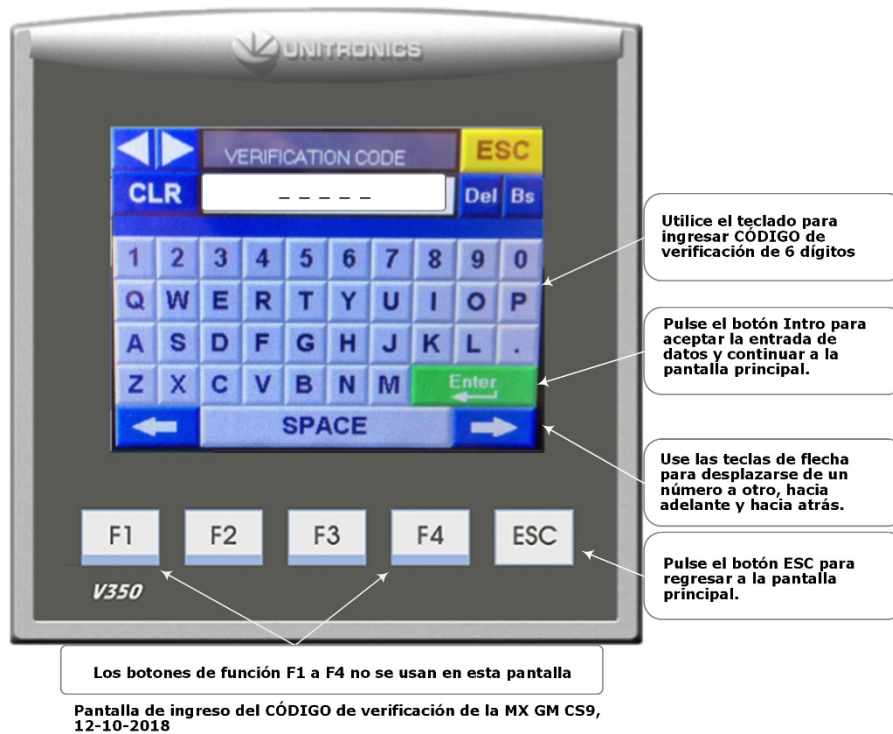 UNITRONICS
VERIFICATION CODE
ESC
CLR
_ _ _ _ _
Del Bs
1 2 3 4 5 6 7 8 9 0
Q W E R T Y U I O P
A S D F G H J K L .
Z X C V B N M Enter
SPACE
F1 F2 F3 F4 ESC
V350
Utilice el teclado para
ingresar CÓDIGO de
verificación de 6 dígitos
Pulse el botón Intro para
aceptar la entrada de
datos y continuar a la
pantalla principal.
Use las teclas de flecha
para desplazarse de un
número a otro, hacia
adelante y hacia atrás.
Pulse el botón ESC para
regresar a la pantalla
principal.
Los botones de función F1 a F4 no se usan en esta pantalla
Pantalla de ingreso del CÓDIGO de verificación de la MX GM CS9,
12-10-2018